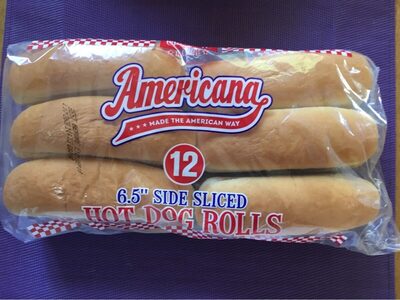 Americana
MADE THE AMERICAN WAY
12
6.5" SIDE SLICED
HOT DOG ROLLS